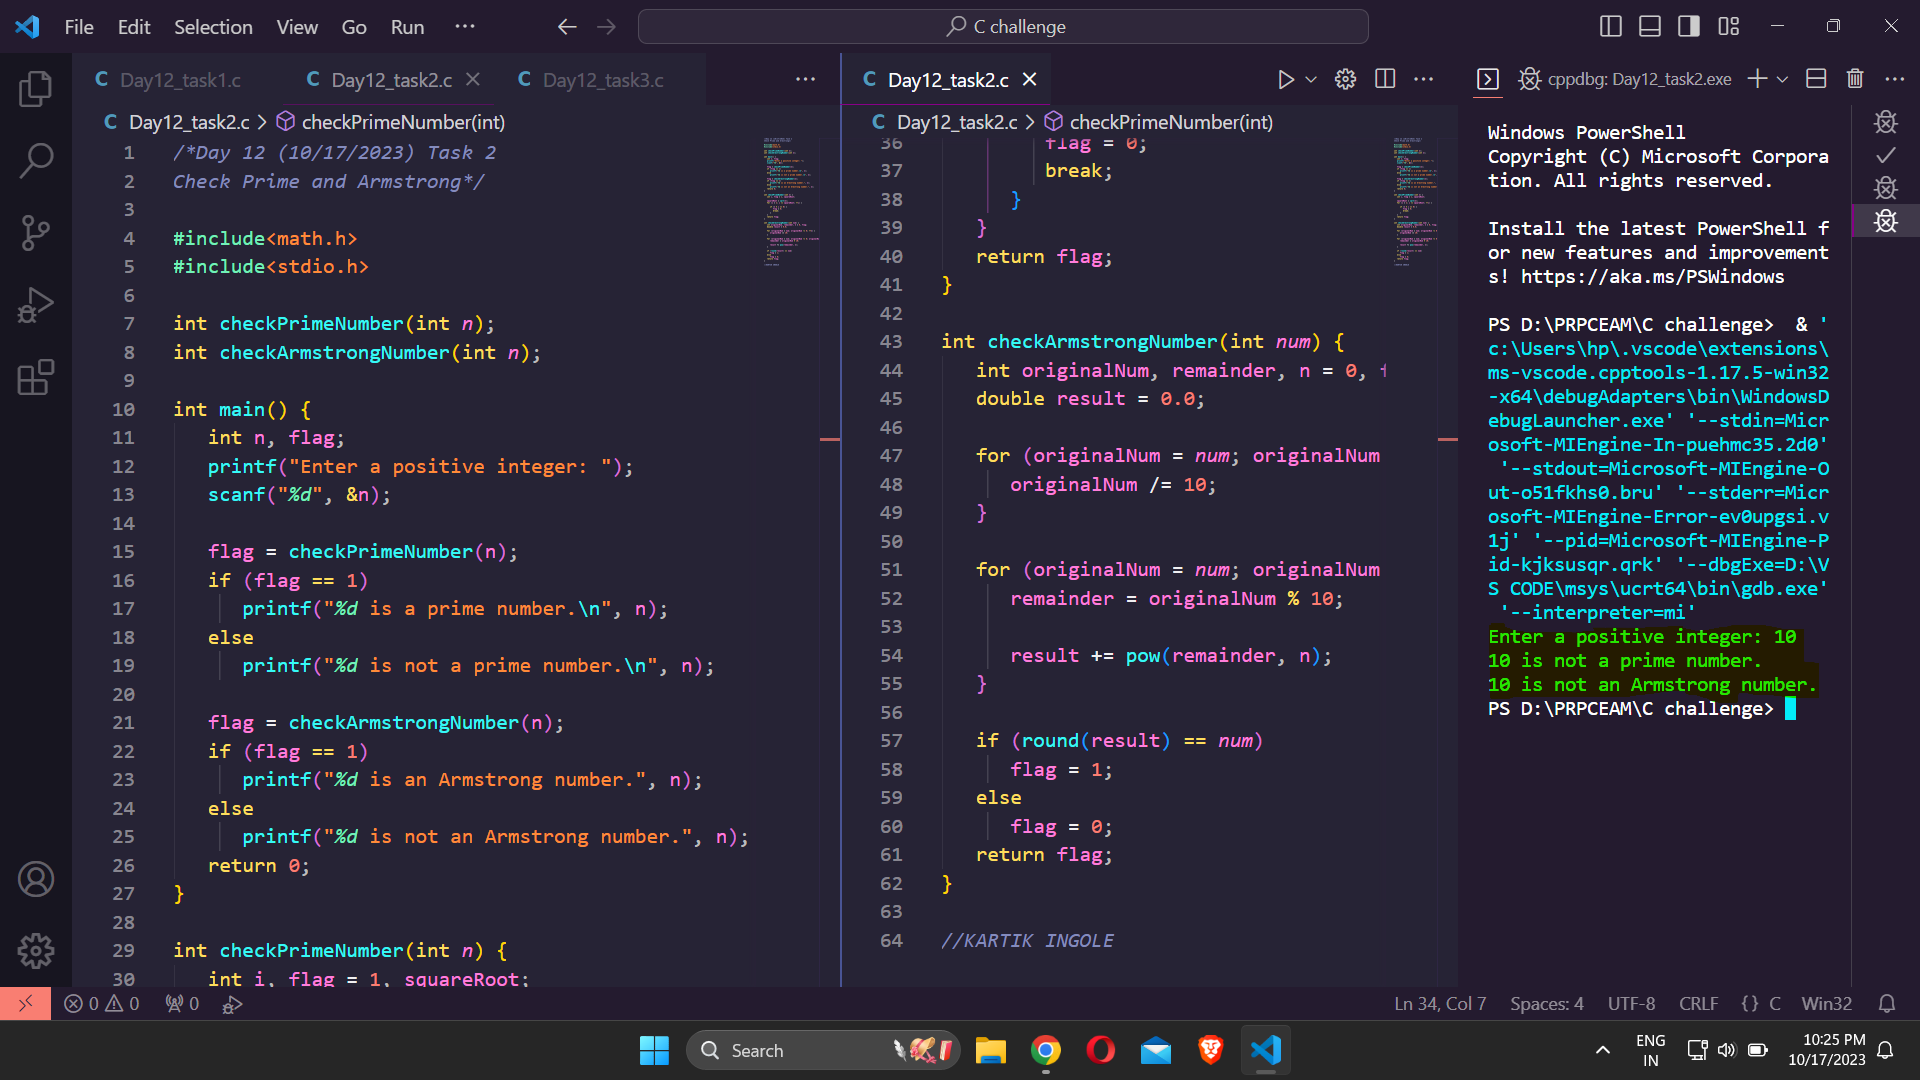 File Edit Selection View Go Run ··· C challenge
C Day12_task1.c C Day12_task2.c C Day12_task3.c ···
C Day12_task2.c > checkPrimeNumber(int)
1 /*Day 12 (10/17/2023) Task 2
2 Check Prime and Armstrong*/
3
4 #include<math.h>
5 #include<stdio.h>
6
7 int checkPrimeNumber(int n);
8 int checkArmstrongNumber(int n);
9
10 int main() {
11 int n, flag;
12 printf("Enter a positive integer: ");
13 scanf("%d", &n);
14
15 flag = checkPrimeNumber(n);
16 if (flag == 1)
17 printf("%d is a prime number.\n", n);
18 else
19 printf("%d is not a prime number.\n", n);
20
21 flag = checkArmstrongNumber(n);
22 if (flag == 1)
23 printf("%d is an Armstrong number.", n);
24 else
25 printf("%d is not an Armstrong number.", n);
26 return 0;
27 }
28
29 int checkPrimeNumber(int n) {
30 int i, flag = 1, squareRoot;
C Day12_task2.c
C Day12_task2.c > checkPrimeNumber(int)
36 flag = 0;
37 break;
38 }
39 }
40 return flag;
41 }
42
43 int checkArmstrongNumber(int num) {
44 int originalNum, remainder, n = 0,
45 double result = 0.0;
46
47 for (originalNum = num; originalNum
48 originalNum /= 10;
49 }
50
51 for (originalNum = num; originalNum
52 remainder = originalNum % 10;
53
54 result += pow(remainder, n);
55 }
56
57 if (round(result) == num)
58 flag = 1;
59 else
60 flag = 0;
61 return flag;
62 }
63
64 //KARTIK INGOLE
cppdbg: Day12_task2.exe
Windows PowerShell
Copyright (C) Microsoft Corpora
tion. All rights reserved.
Install the latest PowerShell f
or new features and improvement
s! https://aka.ms/PSWindows
PS D:\PRPCEAM\C challenge>  & '
c:\Users\hp\.vscode\extensions\
ms-vscode.cpptools-1.17.5-win32
-x64\debugAdapters\bin\WindowsD
ebugLauncher.exe' '--stdin=Micr
osoft-MIEngine-In-puehmc35.2d0'
'--stdout=Microsoft-MIEngine-O
ut-o51fkhs0.bru' '--stderr=Micr
osoft-MIEngine-Error-ev0upgsi.v
1j' '--pid=Microsoft-MIEngine-P
id-kjksusqr.qrk' '--dbgExe=D:\V
S CODE\msys\ucrt64\bin\gdb.exe'
'--interpreter=mi'
Enter a positive integer: 10
10 is not a prime number.
10 is not an Armstrong number.
PS D:\PRPCEAM\C challenge>
0 0 0 Ln 34, Col 7 Spaces: 4 UTF-8 CRLF {} C Win32
Search ENG IN 10:25 PM 10/17/2023